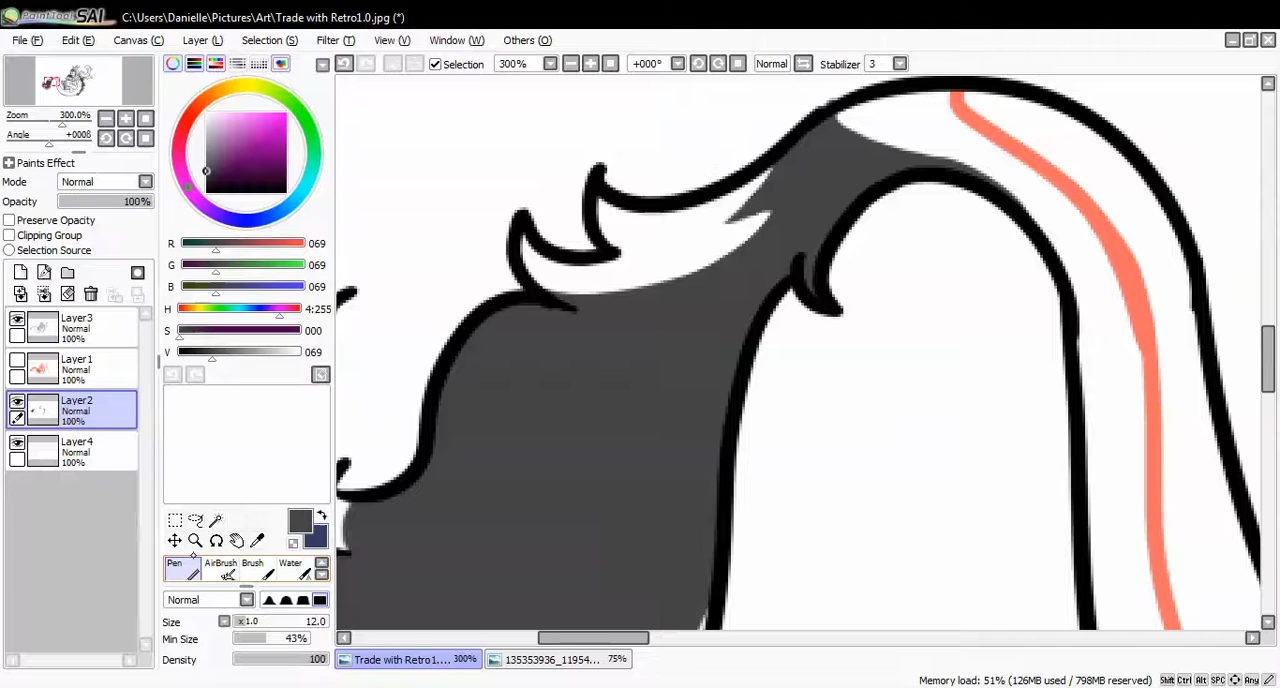 PaintTool SAI C:\Users\Danielle\Pictures\Art\Trade with Retro1.0.jpg (*)
File (F) Edit (E) Canvas (C) Layer (L) Selection (S) Filter (T) View (V) Window (W) Others (O)
Selection 300% +000° Normal Stabilizer 3
Zoom 300.0%
Angle +000ß
Paints Effect
Mode Normal
Opacity 100%
Preserve Opacity
Clipping Group
Selection Source
R 069
G 069
B 069
H 4:255
S 000
V 069
Layer3
Normal
100%
Layer1
Normal
100%
Layer2
Normal
100%
Layer4
Normal
100%
Pen AirBrush Brush Water
Normal
Size x1.0 12.0
Min Size 43%
Density 100
Trade with Retro1.... 300% 135353936_11954... 75%
Memory load: 51% (126MB used / 798MB reserved) Shift Ctrl Alt SPC Any